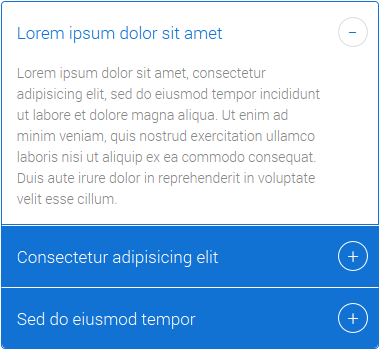 Lorem ipsum dolor sit amet
Lorem ipsum dolor sit amet, consectetur
adipisicing elit, sed do eiusmod tempor incididunt
ut labore et dolore magna aliqua. Ut enim ad
minim veniam, quis nostrud exercitation ullamco
laboris nisi ut aliquip ex ea commodo consequat.
Duis aute irure dolor in reprehenderit in voluptate
velit esse cillum.
Consectetur adipisicing elit
Sed do eiusmod tempor